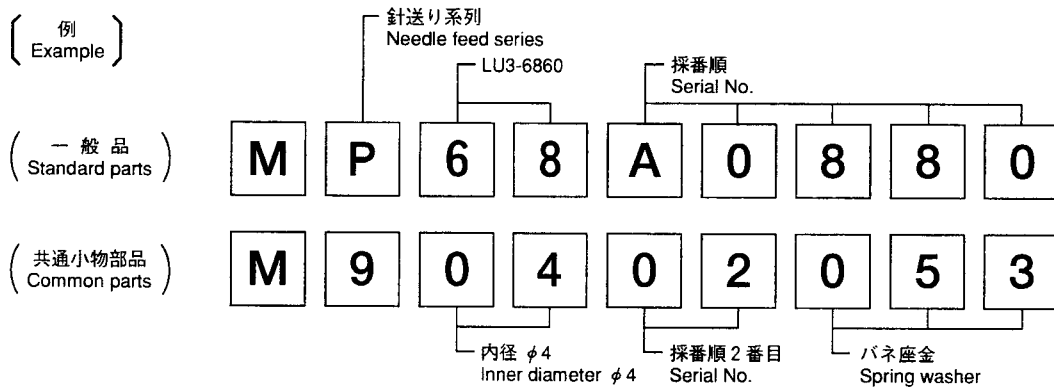 例
Example
針送り系列
Needle feed series
LU3-6860
採番順
Serial No.
一般品
Standard parts
M P 6 8 A 0 8 8 0
共通小物部品
Common parts
M 9 0 4 0 2 0 5 3
内径 φ4
Inner diameter φ4
採番順2番目
Serial No.
バネ座金
Spring washer